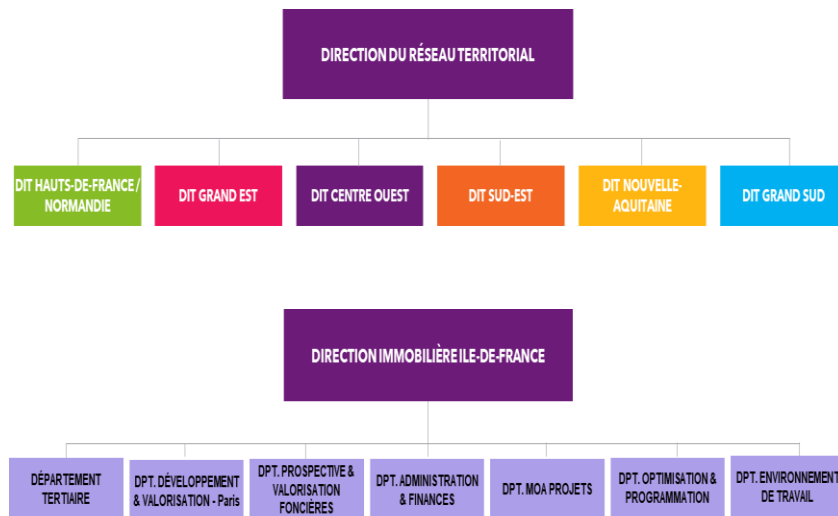 DIRECTION DU RÉSEAU TERRITORIAL
DIT HAUTS-DE-FRANCE /
NORMANDIE
DIT GRAND EST
DIT CENTRE OUEST
DIT SUD-EST
DIT NOUVELLE-
AQUITAINE
DIT GRAND SUD
DIRECTION IMMOBILIÈRE ILE-DE-FRANCE
DÉPARTEMENT
TERTIAIRE
DPT. DÉVELOPPEMENT
& VALORISATION - Paris
DPT. PROSPECTIVE &
VALORISATION
FONCIÈRES
DPT. ADMINISTRATION
& FINANCES
DPT. MOA PROJETS
DPT. OPTIMISATION &
PROGRAMMATION
DPT. ENVIRONNEMENT
DE TRAVAIL